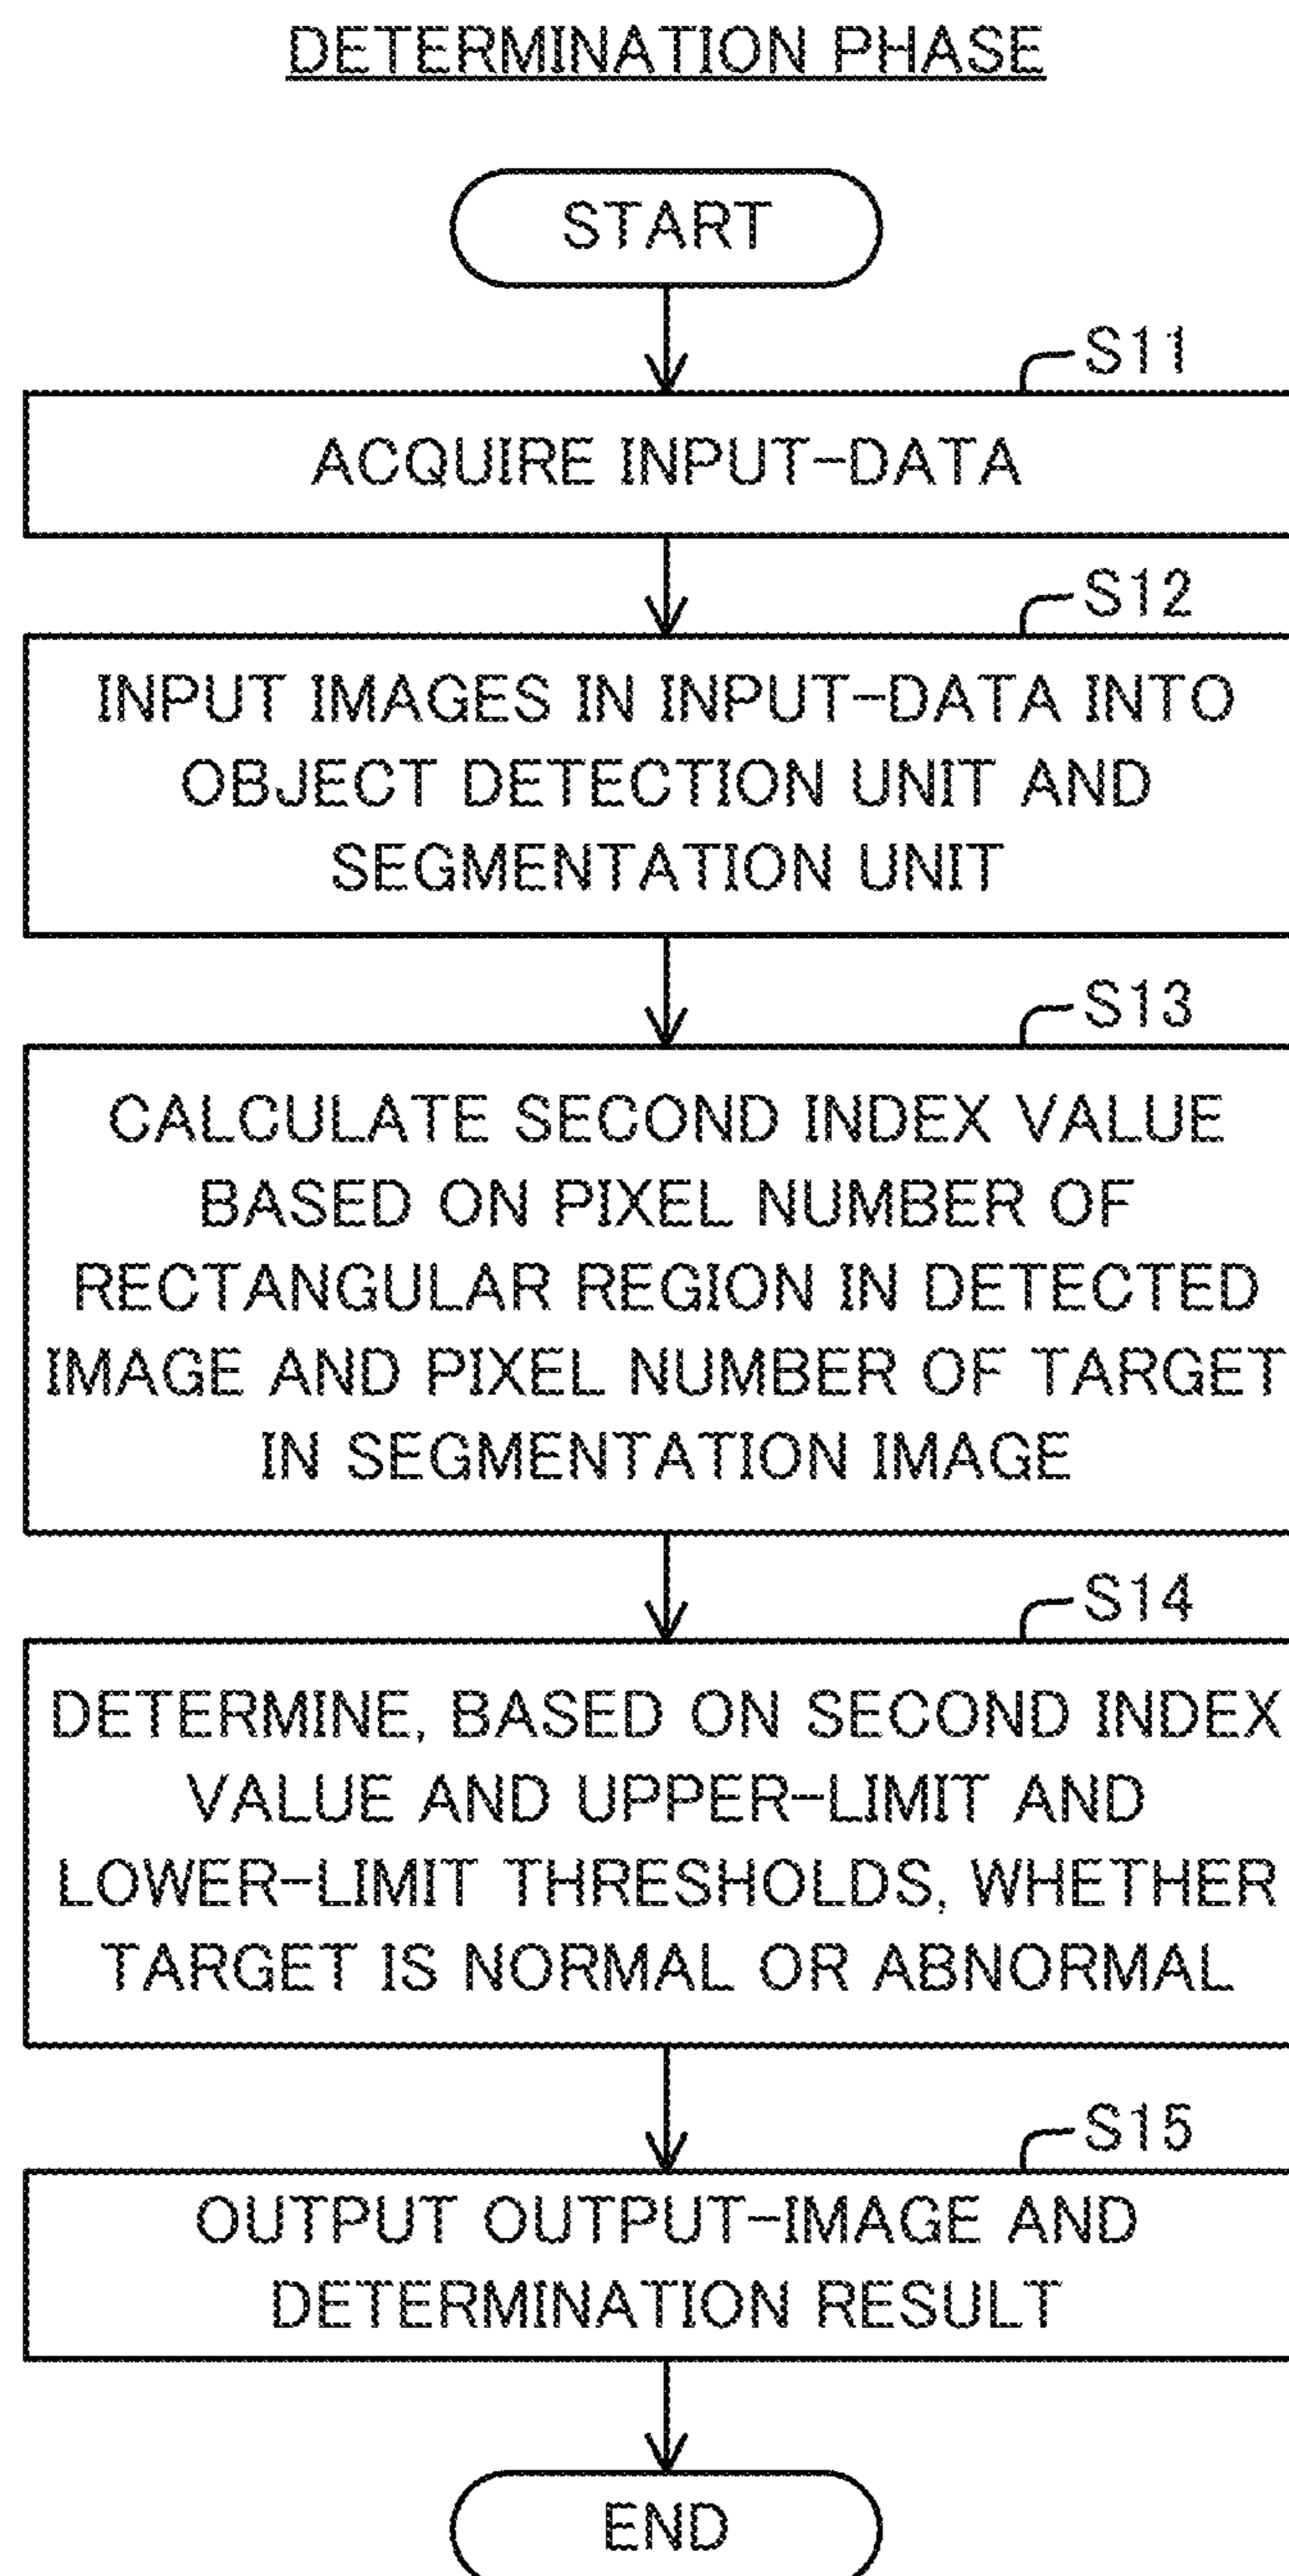 DETERMINATION PHASE
START
S11
ACQUIRE INPUT-DATA
S12
INPUT IMAGES IN INPUT-DATA INTO
OBJECT DETECTION UNIT AND
SEGMENTATION UNIT
S13
CALCULATE SECOND INDEX VALUE
BASED ON PIXEL NUMBER OF
RECTANGULAR REGION IN DETECTED
IMAGE AND PIXEL NUMBER OF TARGET
IN SEGMENTATION IMAGE
S14
DETERMINE, BASED ON SECOND INDEX
VALUE AND UPPER-LIMIT AND
LOWER-LIMIT THRESHOLDS, WHETHER
TARGET IS NORMAL OR ABNORMAL
S15
OUTPUT OUTPUT-IMAGE AND
DETERMINATION RESULT
END